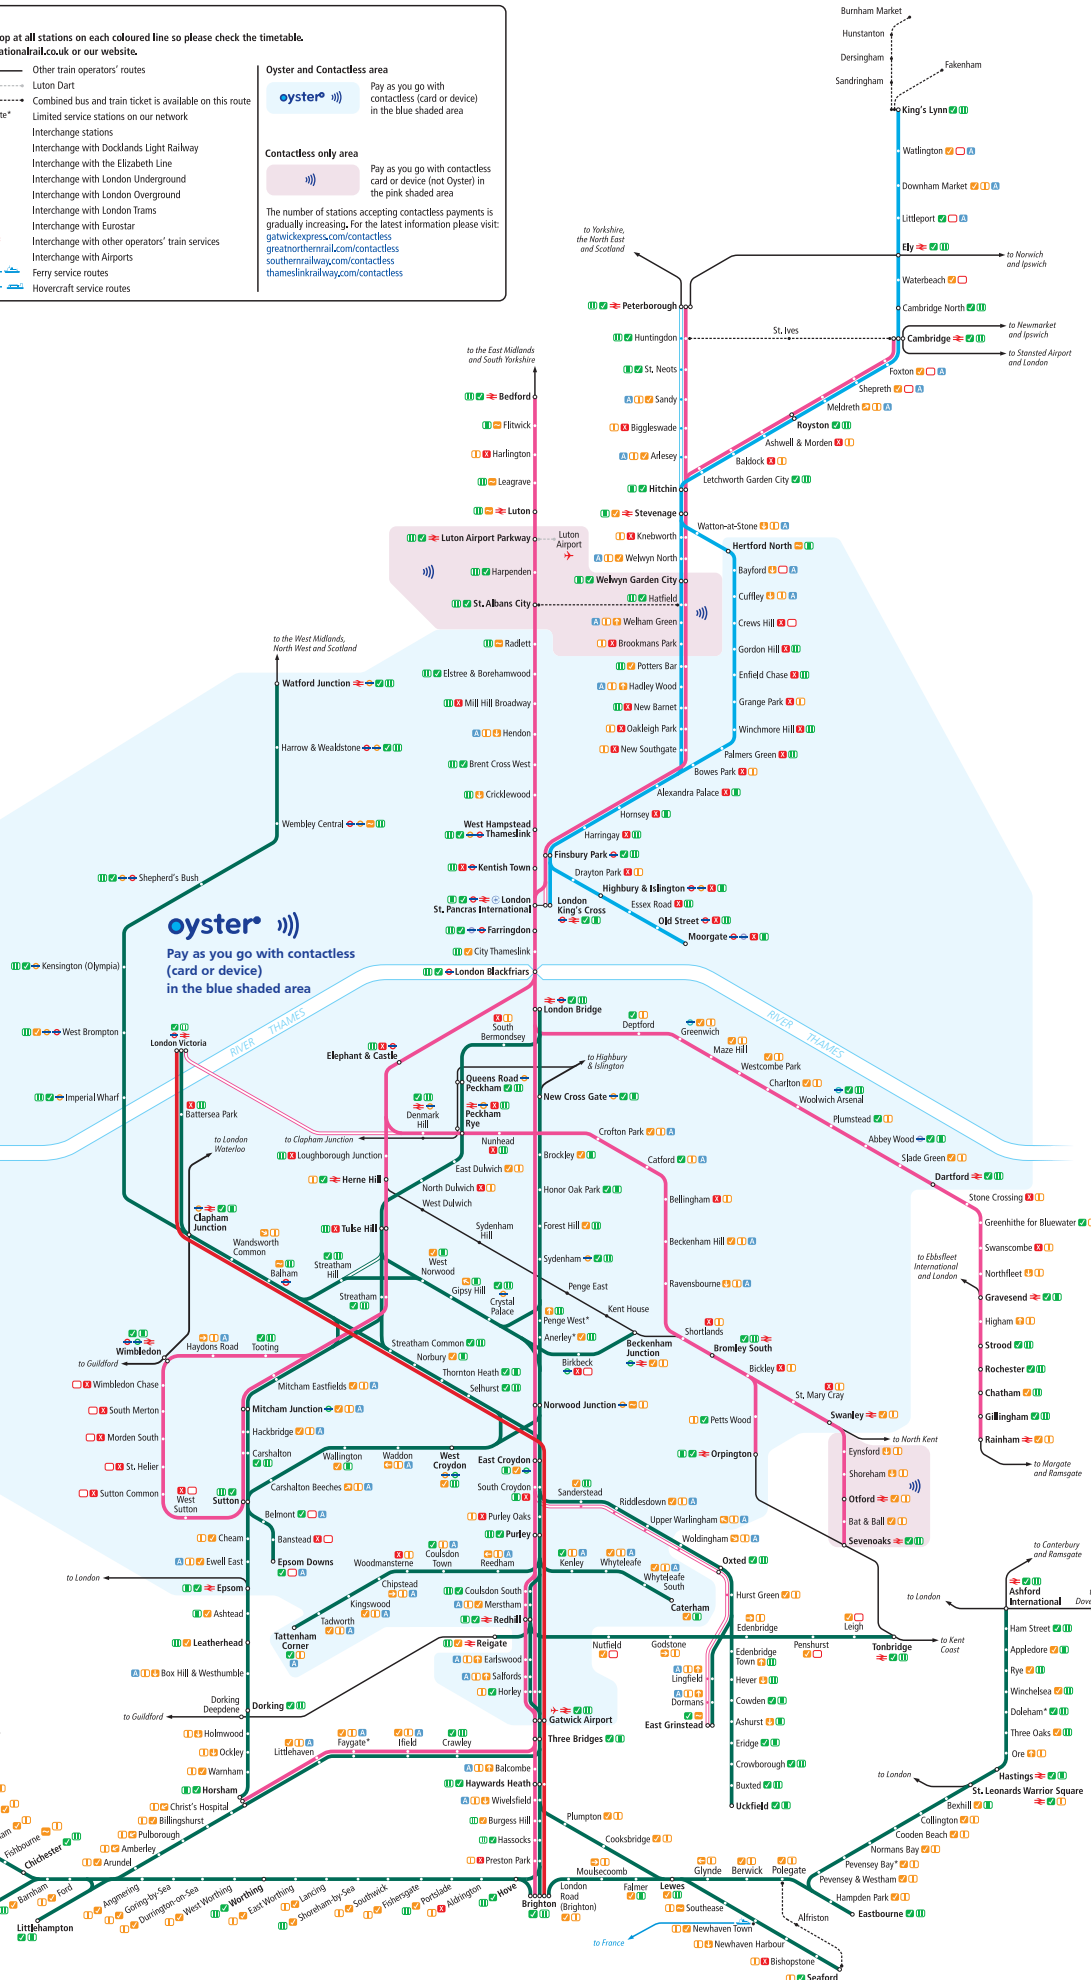 op at all stations on each coloured line so please check the timetable.
ationalrail.co.uk or our website.
Other train operators' routes
Luton Dart
Combined bus and train ticket is available on this route
te*
Limited service stations on our network
Interchange stations
Interchange with Docklands Light Railway
Interchange with the Elizabeth Line
Interchange with London Underground
Interchange with London Overground
Interchange with London Trams
Interchange with Eurostar
Interchange with other operators' train services
Interchange with Airports
Ferry service routes
Hovercraft service routes
Oyster and Contactless area
oyster
Pay as you go with
contactless (card or device)
in the blue shaded area
Contactless only area
Pay as you go with contactless
card or device (not Oyster) in
the pink shaded area
The number of stations accepting contactless payments is
gradually increasing. For the latest information please visit:
gatwickexpress.com/contactless
greatnorthernrail.com/contactless
southernrailway.com/contactless
thameslinkrailway.com/contactless
Burnham Market
Hunstanton
Dersingham
Sandringham
Fakenham
King's Lynn
Watlington
Downham Market
Littleport
Ely
to Norwich
and Ipswich
Waterbeach
Cambridge North
Cambridge
to Newmarket
and Ipswich
to Stansted Airport
and London
Foxton
Shepreth
Meldreth
Royston
Ashwell & Morden
Baldock
Letchworth Garden City
to Yorkshire,
the North East
and Scotland
Peterborough
Huntingdon
St. Ives
St. Neots
Sandy
Biggleswade
Arlesey
Hitchin
Stevenage
Knebworth
Welwyn North
Welwyn Garden City
Hatfield
Welham Green
Brookmans Park
Potters Bar
Hadley Wood
New Barnet
Oakleigh Park
New Southgate
Watton-at-Stone
Hertford North
Bayford
Cuffley
Crews Hill
Gordon Hill
Enfield Chase
Grange Park
Winchmore Hill
Palmers Green
Bowes Park
Alexandra Palace
Hornsey
Harringay
Finsbury Park
Drayton Park
Highbury & Islington
Essex Road
Old Street
Moorgate
London
King's Cross
to the East Midlands
and South Yorkshire
Bedford
Flitwick
Harlington
Leagrave
Luton
Luton Airport Parkway
Luton
Airport
Harpenden
St. Albans City
Radlett
Elstree & Borehamwood
Mill Hill Broadway
Hendon
Brent Cross West
Cricklewood
West Hampstead
Thameslink
Kentish Town
London
St. Pancras International
Farringdon
City Thameslink
London Blackfriars
to the West Midlands,
North West and Scotland
Watford Junction
Harrow & Wealdstone
Wembley Central
Shepherd's Bush
oyster
Pay as you go with contactless
(card or device)
in the blue shaded area
Kensington (Olympia)
West Brompton
Imperial Wharf
RIVER
THAMES
RIVER
THAMES
London Victoria
Battersea Park
to London
Waterloo
Clapham
Junction
Wandsworth
Common
Balham
Elephant & Castle
London Bridge
South
Bermondsey
Queens Road
Peckham
Peckham
Rye
Denmark
Hill
to Clapham Junction
to Highbury
& Islington
New Cross Gate
Nunhead
Loughborough Junction
East Dulwich
Herne Hill
North Dulwich
West Dulwich
Tulse Hill
Sydenham
Hill
Streatham
Hill
West
Norwood
Gipsy Hill
Crystal
Palace
Streatham
Brockley
Honor Oak Park
Forest Hill
Sydenham
Penge East
Kent House
Penge West*
Anerley*
Birkbeck
Beckenham
Junction
Streatham Common
Norbury
Thornton Heath
Selhurst
Norwood Junction
Deptford
Greenwich
Maze Hill
Westcombe Park
Charlton
Woolwich Arsenal
Plumstead
Abbey Wood
Slade Green
Dartford
Stone Crossing
Greenhithe for Bluewater
Swanscombe
Northfleet
to Ebbsfleet
International
and London
Gravesend
Higham
Strood
Rochester
Chatham
Gillingham
Rainham
to Margate
and Ramsgate
Crofton Park
Catford
Bellingham
Beckenham Hill
Ravensbourne
Shortlands
Bromley South
Bickley
St. Mary Cray
Swanley
to North Kent
Petts Wood
Orpington
Eynsford
Shoreham
Otford
Bat & Ball
Sevenoaks
Wimbledon
to Guildford
Haydons Road
Tooting
Wimbledon Chase
South Merton
Morden South
St. Helier
Sutton Common
West
Sutton
Mitcham Eastfields
Mitcham Junction
Hackbridge
Carshalton
Sutton
Wallington
Waddon
West
Croydon
Carshalton Beeches
East Croydon
South Croydon
Purley Oaks
Purley
Sanderstead
Riddlesdown
Upper Warlingham
Woldingham
Oxted
Belmont
Banstead
Epsom Downs
Cheam
Ewell East
to London
Epsom
Ashtead
Leatherhead
Box Hill & Westhumble
Dorking
Deepdene
Dorking
to Guildford
Holmwood
Ockley
Warnham
Horsham
Woodmansterne
Coulsdon
Town
Reedham
Chipstead
Kingswood
Tadworth
Tattenham
Corner
Kenley
Whyteleafe
Whyteleafe
South
Caterham
Coulsdon South
Merstham
Redhill
Reigate
Earlswood
Salfords
Horley
Nutfield
Godstone
Edenbridge
Penshurst
Leigh
Tonbridge
to Kent
Coast
Hurst Green
Edenbridge
Town
Hever
Cowden
Ashurst
Eridge
Crowborough
Buxted
Uckfield
Lingfield
Dormans
East Grinstead
Gatwick Airport
Three Bridges
Littlehaven
Faygate*
Ifield
Crawley
Balcombe
Haywards Heath
Wivelsfield
Burgess Hill
Hassocks
Preston Park
Christ's Hospital
Billingshurst
Pulborough
Amberley
Arundel
am
Fishbourne
Chichester
Barnham
Ford
Littlehampton
Angmering
Goring-by-Sea
Durrington-on-Sea
West Worthing
Worthing
East Worthing
Lancing
Shoreham-by-Sea
Southwick
Fishersgate
Portslade
Aldrington
Hove
Brighton
London
Road
(Brighton)
Moulsecoomb
Falmer
Lewes
Plumpton
Cooksbridge
Glynde
Berwick
Polegate
Southease
Newhaven Town
Newhaven Harbour
Bishopstone
Seaford
Alfriston
to France
to Canterbury
and Ramsgate
Ashford
International
Dove
to London
Ham Street
Appledore
Rye
Winchelsea
Doleham*
Three Oaks
Ore
Hastings
to London
St. Leonards Warrior Square
Bexhill
Collington
Cooden Beach
Normans Bay
Pevensey Bay*
Pevensey & Westham
Hampden Park
Eastbourne